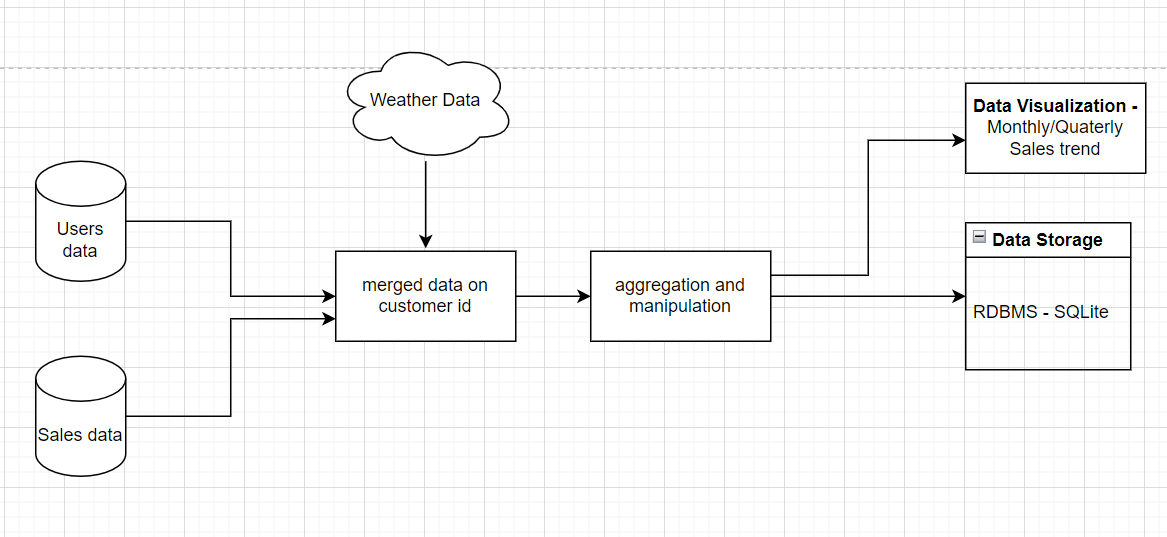 Weather Data
Users
data
Sales data
merged data on
customer id
aggregation and
manipulation
Data Visualization -
Monthly/Quaterly
Sales trend
Data Storage
RDBMS - SQLite